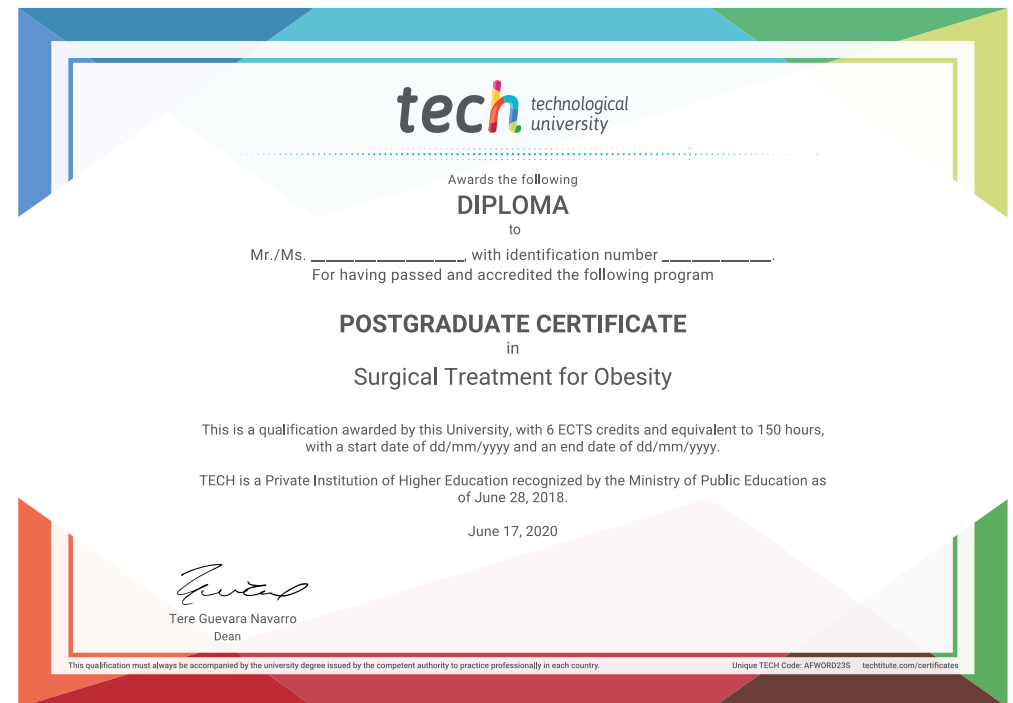 tech technological
university
Awards the following
DIPLOMA
to
Mr./Ms. ____________________, with identification number ______________.
For having passed and accredited the following program
POSTGRADUATE CERTIFICATE
in
Surgical Treatment for Obesity
This is a qualification awarded by this University, with 6 ECTS credits and equivalent to 150 hours,
with a start date of dd/mm/yyyy and an end date of dd/mm/yyyy.
TECH is a Private Institution of Higher Education recognized by the Ministry of Public Education as
of June 28, 2018.
June 17, 2020
Tere Guevara Navarro
Dean
This qualification must always be accompanied by the university degree issued by the competent authority to practice professionally in each country. Unique TECH Code: AFWORD23S techtitute.com/certificates